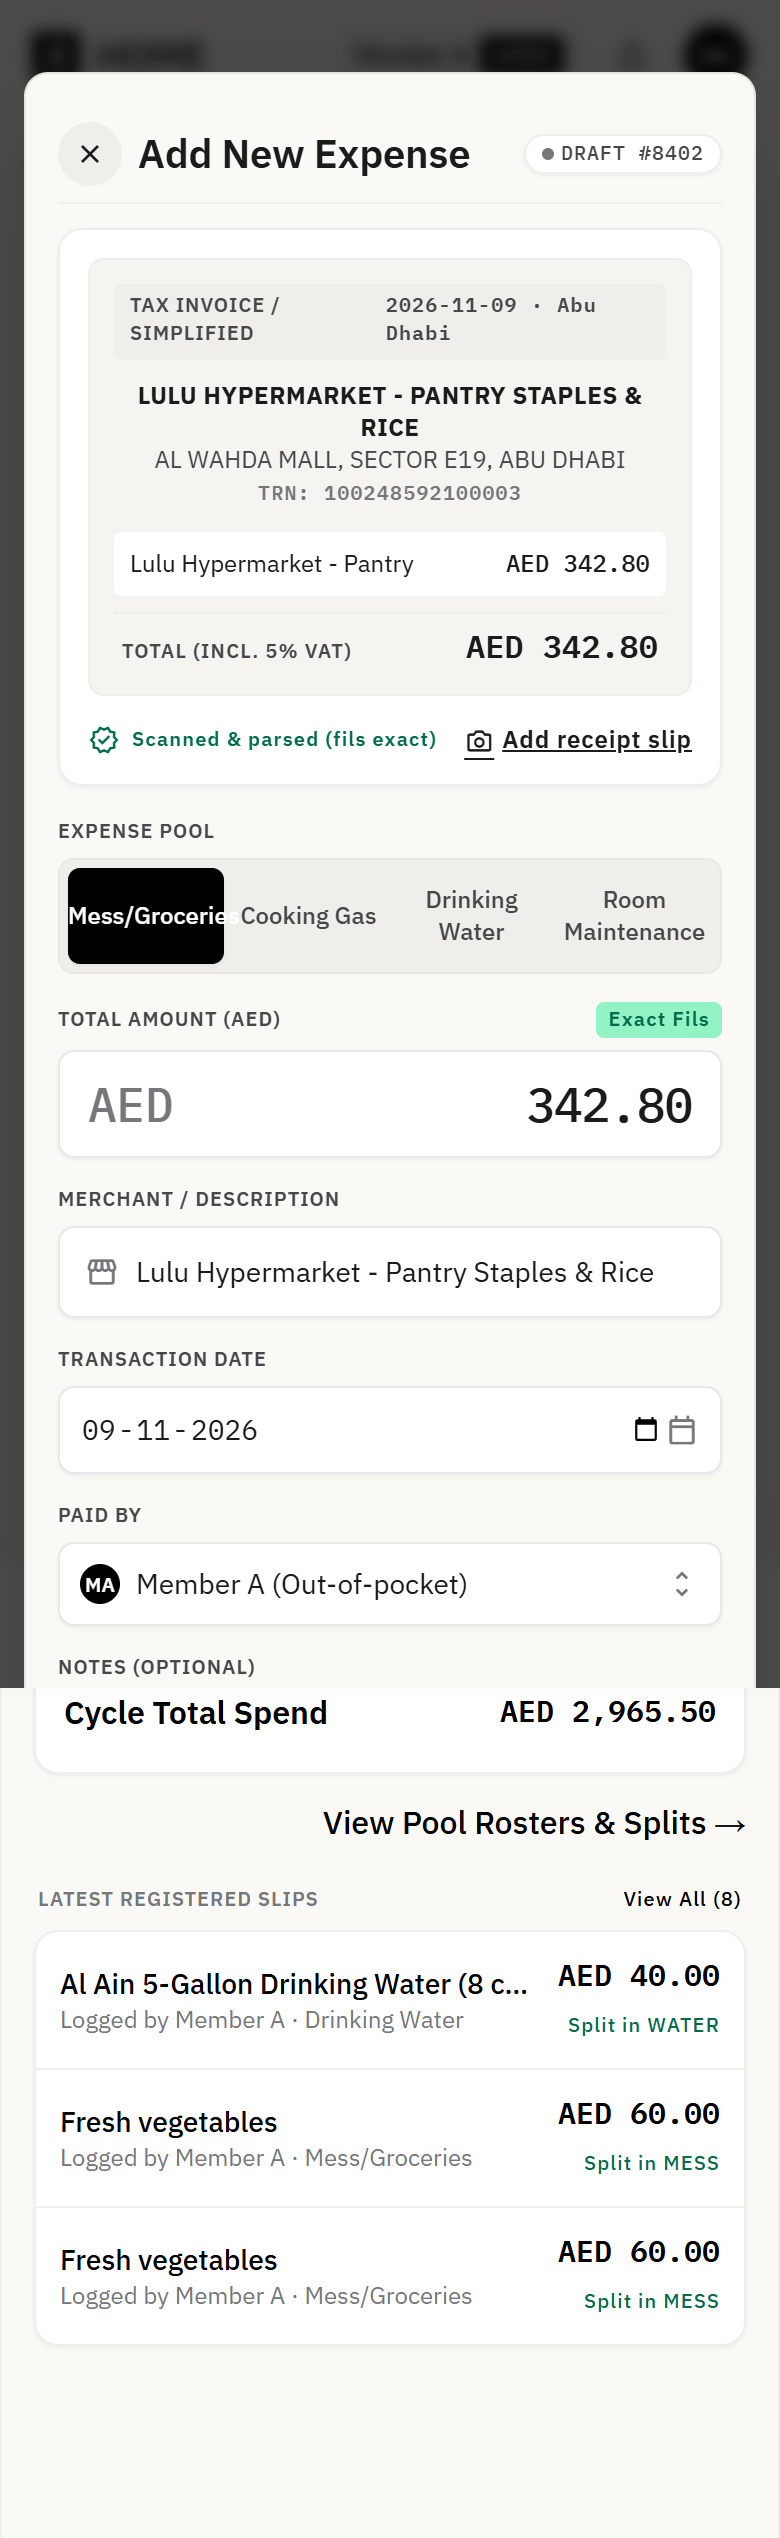 Add New Expense
DRAFT #8402
TAX INVOICE /
SIMPLIFIED
2026-11-09 · Abu
Dhabi
LULU HYPERMARKET - PANTRY STAPLES &
RICE
AL WAHDA MALL, SECTOR E19, ABU DHABI
TRN: 100248592100003
Lulu Hypermarket - Pantry AED 342.80
TOTAL (INCL. 5% VAT) AED 342.80
Scanned & parsed (fils exact) Add receipt slip
EXPENSE POOL
Mess/Groceries
Cooking Gas
Drinking
Water
Room
Maintenance
TOTAL AMOUNT (AED) Exact Fils
AED 342.80
MERCHANT / DESCRIPTION
Lulu Hypermarket - Pantry Staples & Rice
TRANSACTION DATE
09-11-2026
PAID BY
MA Member A (Out-of-pocket)
NOTES (OPTIONAL)
Cycle Total Spend AED 2,965.50
View Pool Rosters & Splits →
LATEST REGISTERED SLIPS View All (8)
Al Ain 5-Gallon Drinking Water (8 c... AED 40.00
Logged by Member A · Drinking Water Split in WATER
Fresh vegetables AED 60.00
Logged by Member A · Mess/Groceries Split in MESS
Fresh vegetables AED 60.00
Logged by Member A · Mess/Groceries Split in MESS